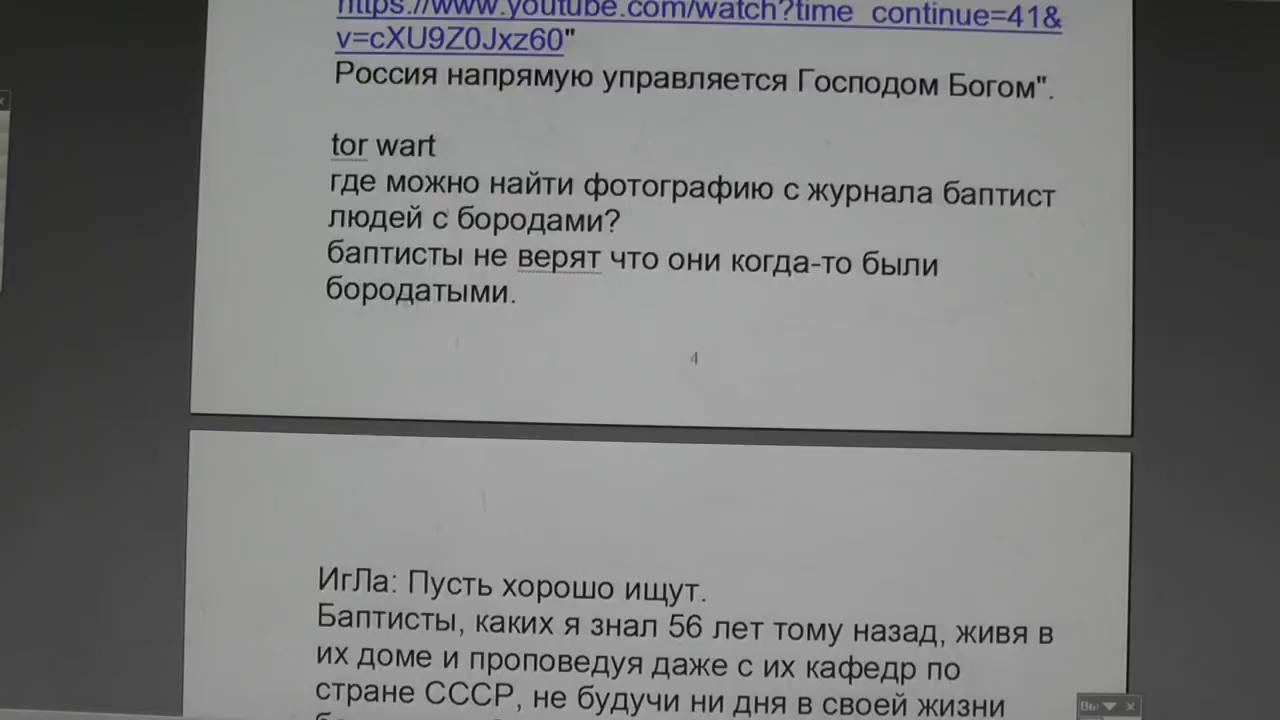 https://www.youtube.com/watch?time_continue=41&
v=cXU9Z0Jxz60"
Россия напрямую управляется Господом Богом".
tor wart
где можно найти фотографию с журнала баптист
людей с бородами?
баптисты не верят что они когда-то были
бородатыми.
4
ИгЛа: Пусть хорошо ищут.
Баптисты, каких я знал 56 лет тому назад, живя в
их доме и проповедуя даже с их кафедр по
стране СССР, не будучи ни дня в своей жизни
Вы